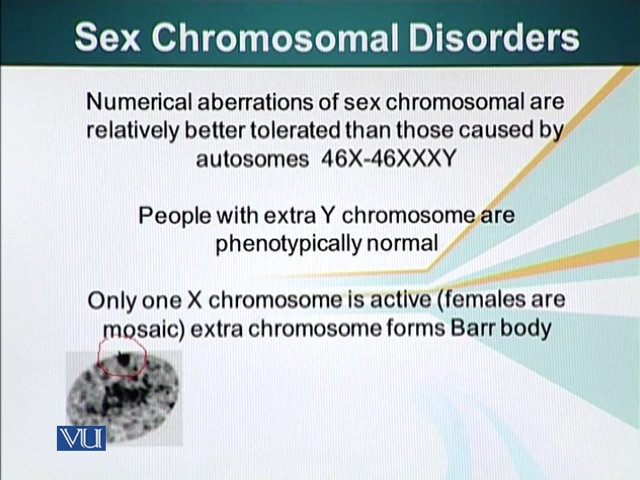 Sex Chromosomal Disorders
Numerical aberrations of sex chromosomal are
relatively better tolerated than those caused by
autosomes 46X-46XXXY
People with extra Y chromosome are
phenotypically normal
Only one X chromosome is active (females are
mosaic) extra chromosome forms Barr body
VU